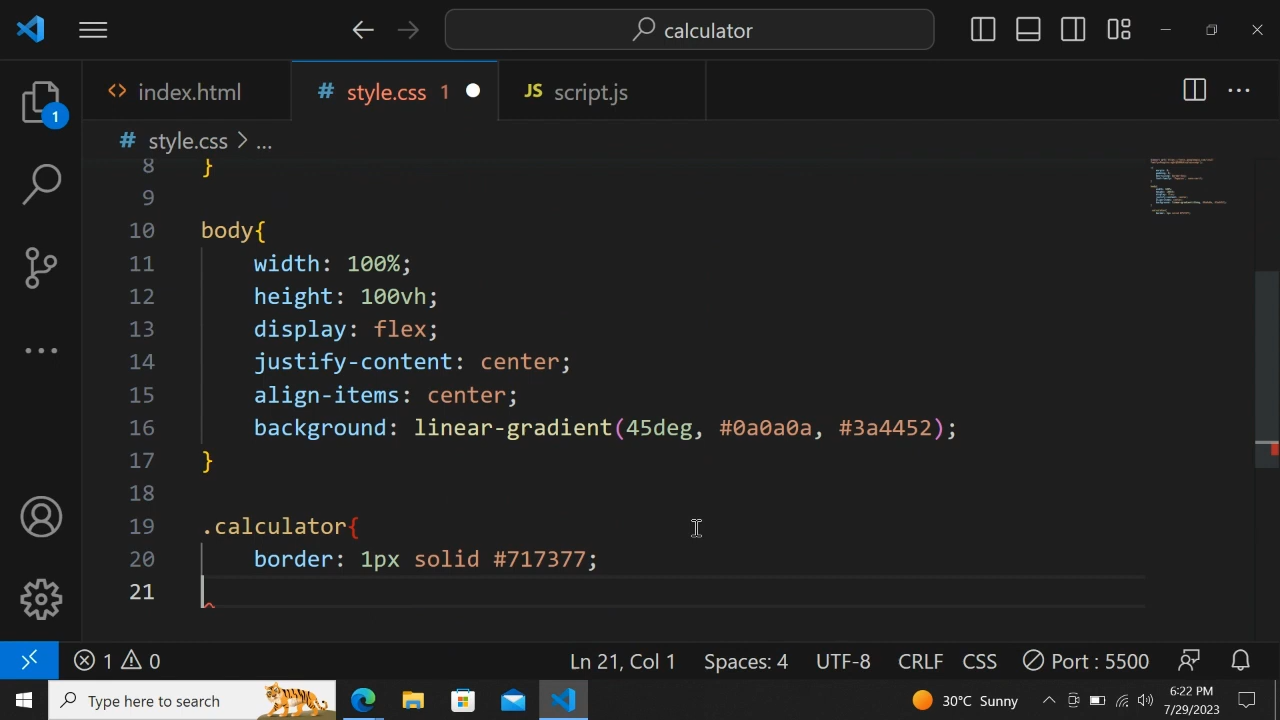 calculator
index.html
style.css 1
JS script.js
1
# style.css > ...
8 }
9
10 body{
11 width: 100%;
12 height: 100vh;
13 display: flex;
14 justify-content: center;
15 align-items: center;
16 background: linear-gradient(45deg, #0a0a0a, #3a4452);
17 }
18
19 .calculator{
20 border: 1px solid #717377;
21
1 0 Ln 21, Col 1 Spaces: 4 UTF-8 CRLF CSS Port : 5500
Type here to search 30°C Sunny 6:22 PM
7/29/2023